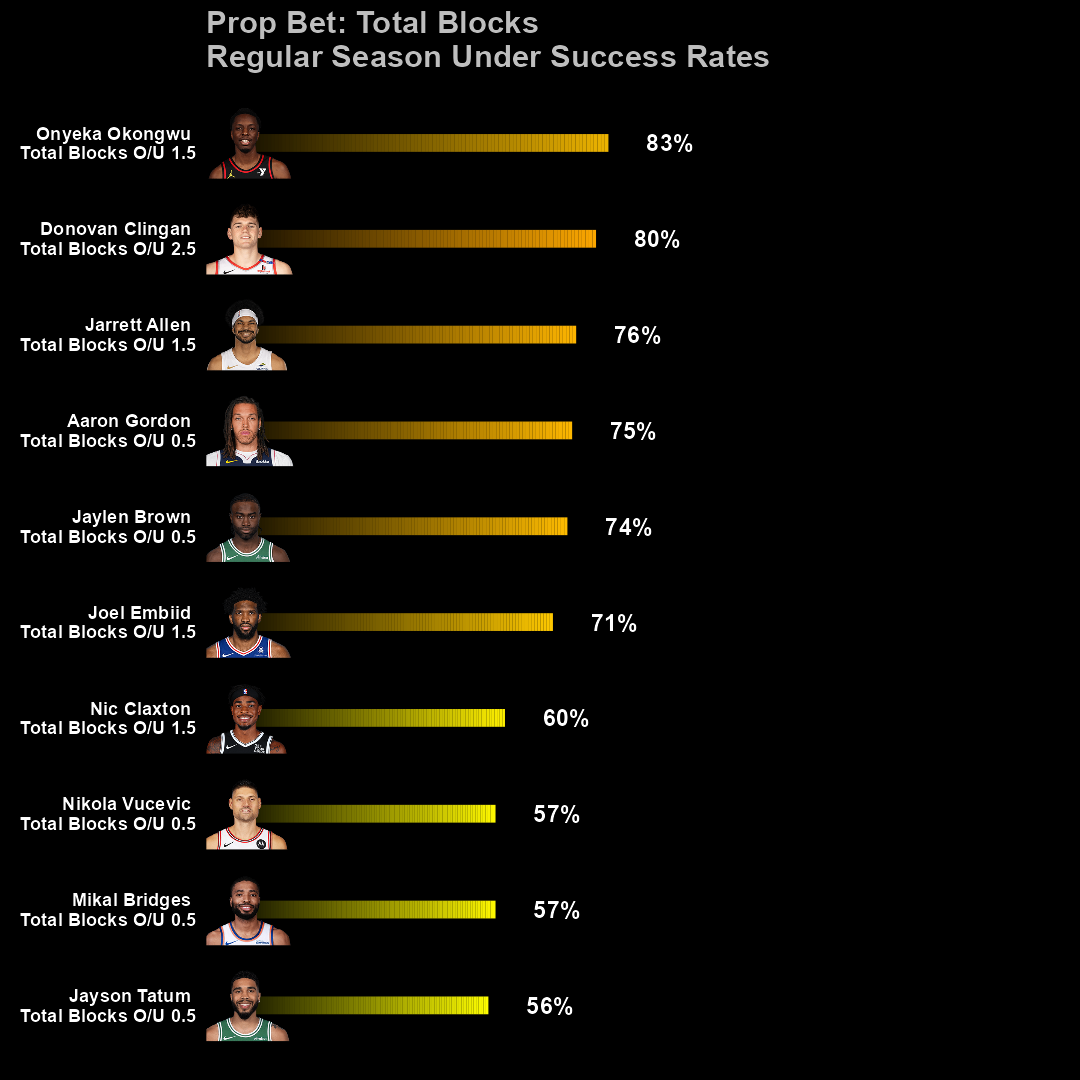 Prop Bet: Total Blocks
Regular Season Under Success Rates
Onyeka Okongwu
Total Blocks O/U 1.5
83%
Donovan Clingan
Total Blocks O/U 2.5
80%
Jarrett Allen
Total Blocks O/U 1.5
76%
Aaron Gordon
Total Blocks O/U 0.5
75%
Jaylen Brown
Total Blocks O/U 0.5
74%
Joel Embiid
Total Blocks O/U 1.5
71%
Nic Claxton
Total Blocks O/U 1.5
60%
Nikola Vucevic
Total Blocks O/U 0.5
57%
Mikal Bridges
Total Blocks O/U 0.5
57%
Jayson Tatum
Total Blocks O/U 0.5
56%